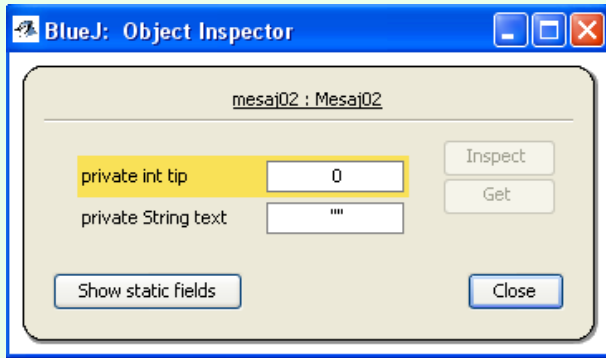 BlueJ: Object Inspector
mesaj02 : Mesaj02
private int tip 0
Inspect
Get
private String text ""
Show static fields
Close